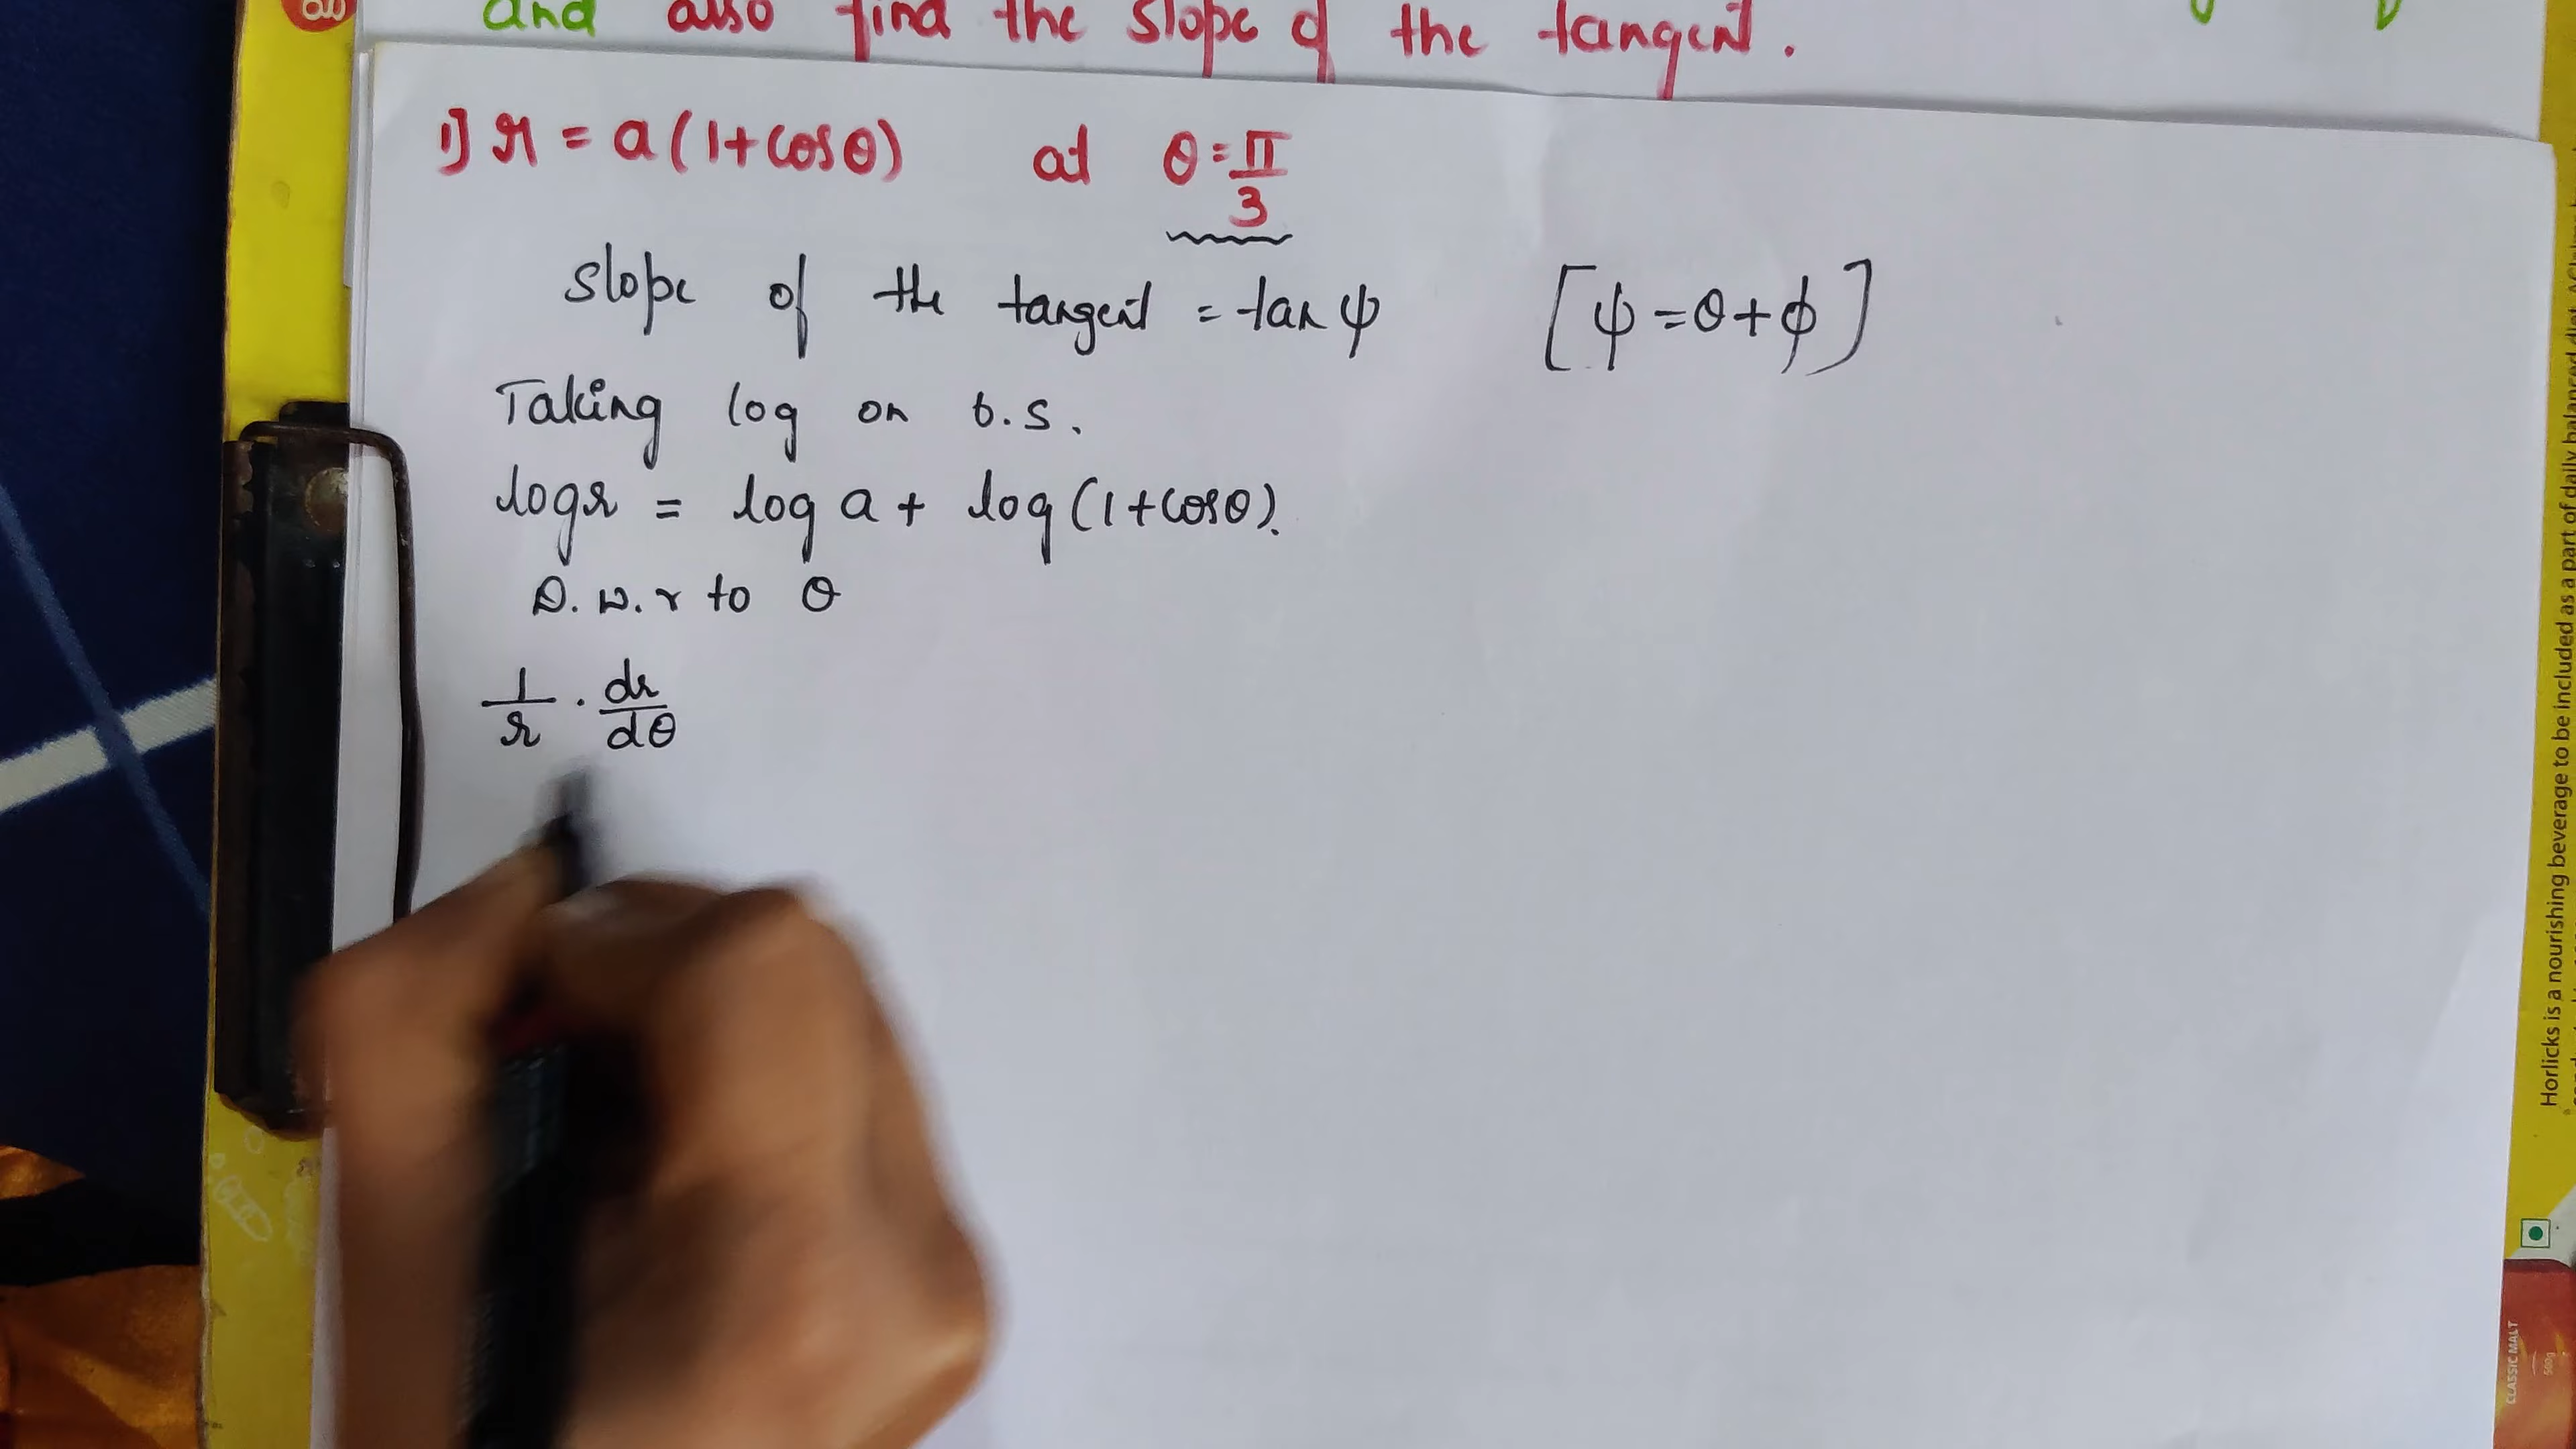 and also find the slope of the tangent.
1] r = a(1+cosθ) at θ = π/3
slope of the tangent = tan ψ [ψ = θ + ϕ]
Taking log on b.s.
log r = log a + log(1+cosθ).
D.w.r to θ
1/r · dr/dθ
Horlicks is a nourishing beverage to be included as a part of daily balanced diet
CLASSIC MALT
500g